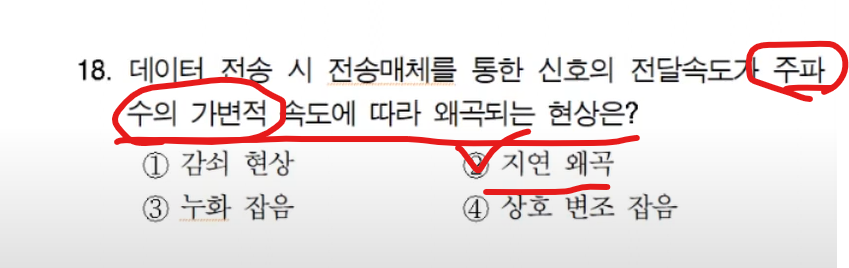 18. 데이터 전송 시 전송매체를 통한 신호의 전달속도가 주파
수의 가변적 속도에 따라 왜곡되는 현상은?
① 감쇠 현상 ② 지연 왜곡
③ 누화 잡음 ④ 상호 변조 잡음